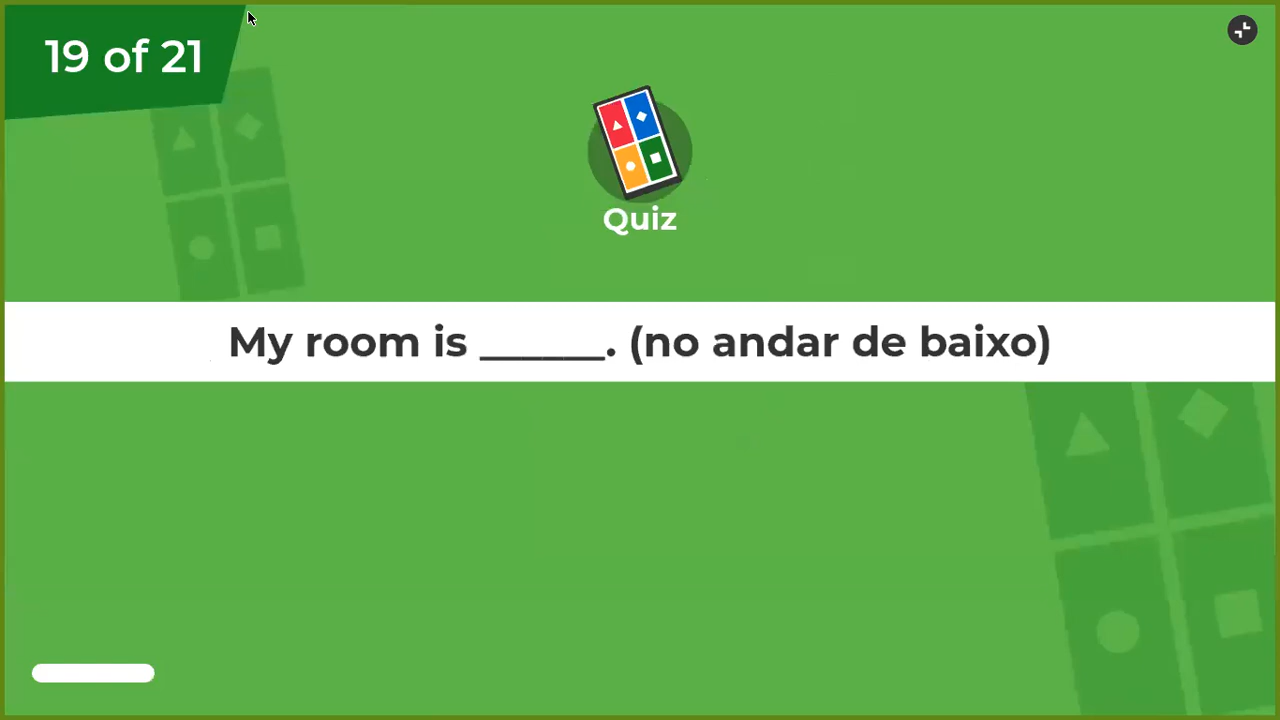 19 of 21
Quiz
My room is ______. (no andar de baixo)